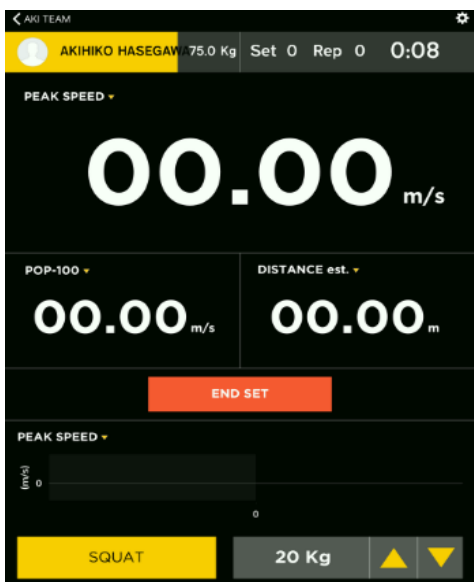 AKI TEAM
AKIHIKO HASEGAWA 75.0 Kg Set 0 Rep 0 0:08
PEAK SPEED
00.00 m/s
POP-100 DISTANCE est.
00.00 m/s 00.00 m
END SET
PEAK SPEED
(m/s) 0
0
SQUAT 20 Kg